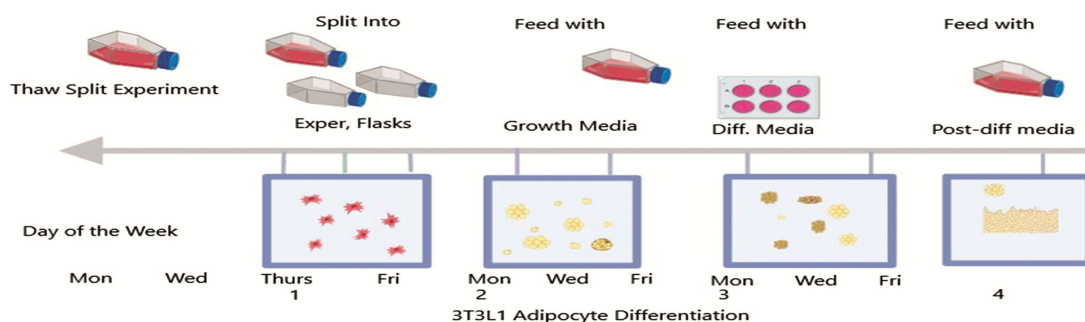 Split Into
Feed with
Feed with
Feed with
Thaw Split Experiment
Exper, Flasks
Growth Media
Diff. Media
Post-diff media
Day of the Week
Mon Wed Thurs Fri Mon Wed Fri Mon Wed Fri
1 2 3 4
3T3L1 Adipocyte Differentiation